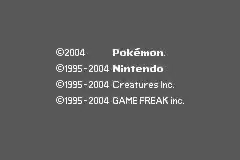 ©2004 Pokémon.
©1995-2004 Nintendo
©1995-2004 Creatures Inc.
©1995-2004 GAME FREAK inc.